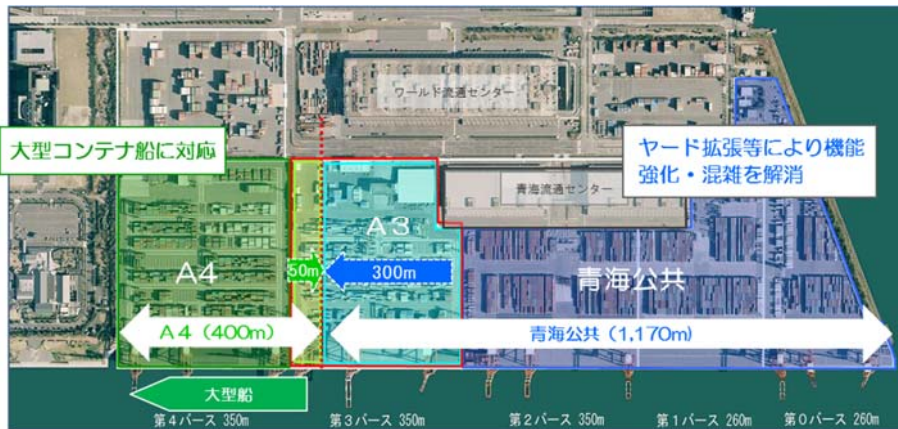 ワールド流通センター
大型コンテナ船に対応
ヤード拡張等により機能
強化・混雑を解消
青海流通センター
A3
A4
50m
300m
青海公共
A4（400m）
青海公共（1,170m）
大型船
第4バース 350m
第3バース 350m
第2バース 350m
第1バース 260m
第0バース 260m